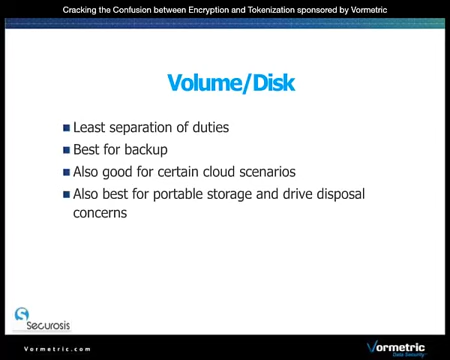 Cracking the Confusion between Encryption and Tokenization sponsored by Vormetric
Volume/Disk
Least separation of duties
Best for backup
Also good for certain cloud scenarios
Also best for portable storage and drive disposal
concerns
S
Securosis
Vormetric.com
Vormetric
Data Security